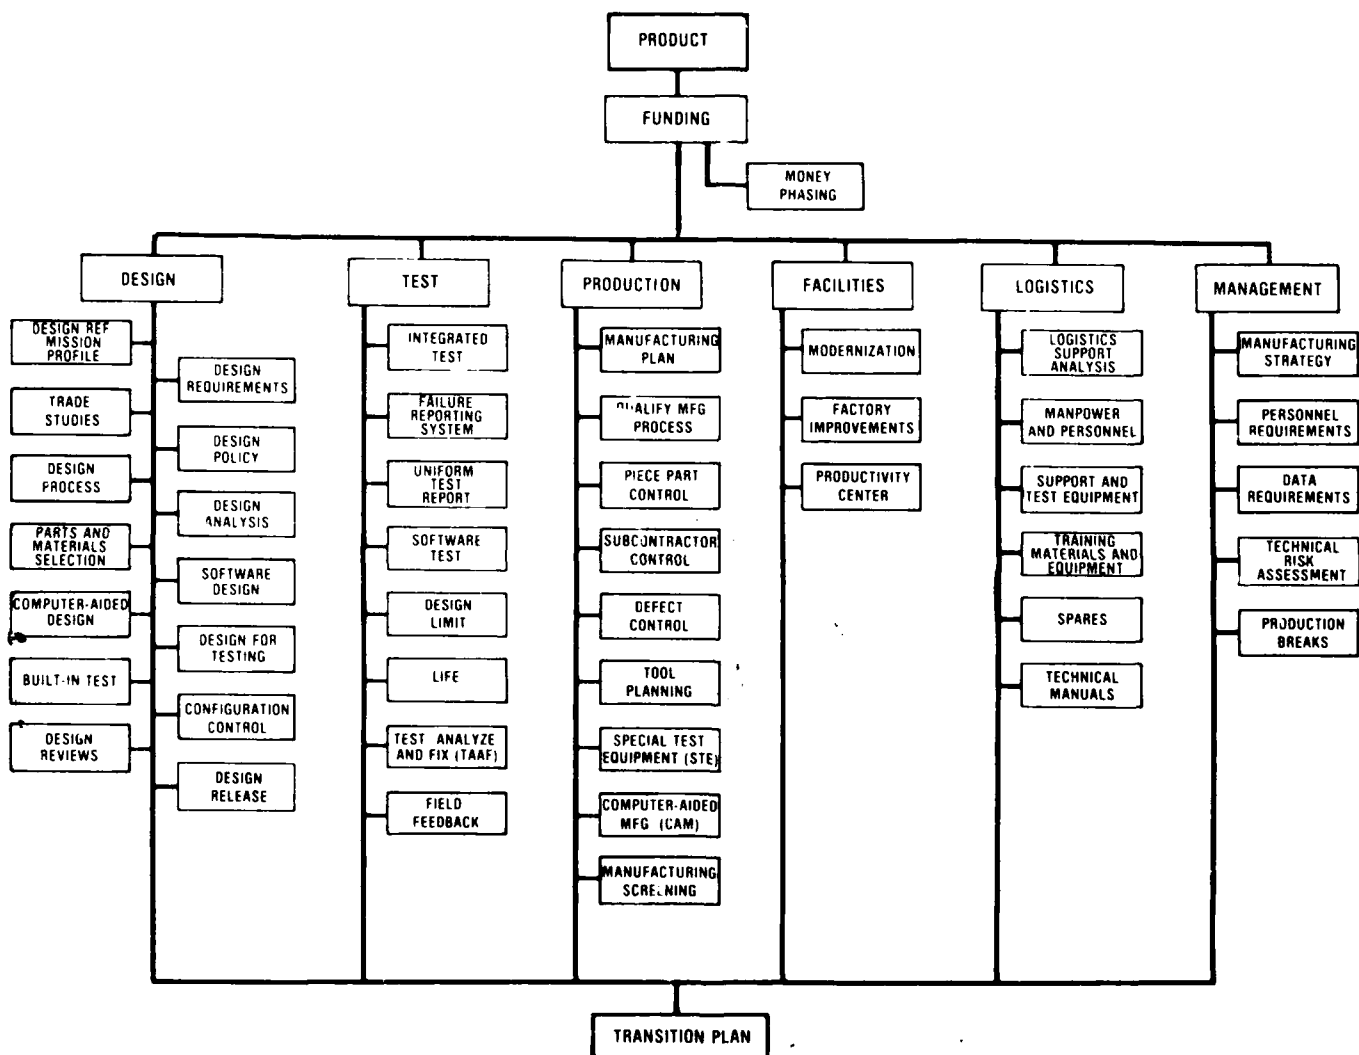 PRODUCT
FUNDING
MONEY
PHASING
DESIGN
DESIGN REF
MISSION
PROFILE
DESIGN
REQUIREMENTS
TRADE
STUDIES
DESIGN
POLICY
DESIGN
PROCESS
DESIGN
ANALYSIS
PARTS AND
MATERIALS
SELECTION
SOFTWARE
DESIGN
COMPUTER-AIDED
DESIGN
DESIGN FOR
TESTING
BUILT-IN TEST
CONFIGURATION
CONTROL
DESIGN
REVIEWS
DESIGN
RELEASE
TEST
INTEGRATED
TEST
FAILURE
REPORTING
SYSTEM
UNIFORM
TEST
REPORT
SOFTWARE
TEST
DESIGN
LIMIT
LIFE
TEST ANALYZE
AND FIX (TAAF)
FIELD
FEEDBACK
PRODUCTION
MANUFACTURING
PLAN
QUALIFY MFG
PROCESS
PIECE PART
CONTROL
SUBCONTRACTOR
CONTROL
DEFECT
CONTROL
TOOL
PLANNING
SPECIAL TEST
EQUIPMENT (STE)
COMPUTER-AIDED
MFG (CAM)
MANUFACTURING
SCREENING
FACILITIES
MODERNIZATION
FACTORY
IMPROVEMENTS
PRODUCTIVITY
CENTER
LOGISTICS
LOGISTICS
SUPPORT
ANALYSIS
MANPOWER
AND PERSONNEL
SUPPORT AND
TEST EQUIPMENT
TRAINING
MATERIALS AND
EQUIPMENT
SPARES
TECHNICAL
MANUALS
MANAGEMENT
MANUFACTURING
STRATEGY
PERSONNEL
REQUIREMENTS
DATA
REQUIREMENTS
TECHNICAL
RISK
ASSESSMENT
PRODUCTION
BREAKS
TRANSITION PLAN